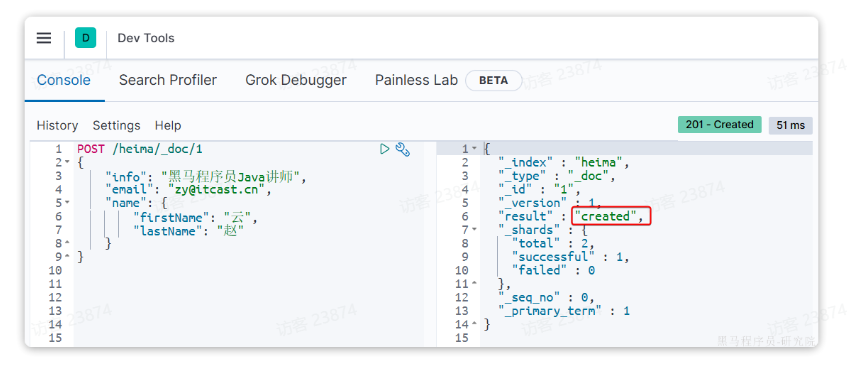 D Dev Tools
Console Search Profiler Grok Debugger Painless Lab BETA
History Settings Help 201 - Created 51 ms
1 POST /heima/_doc/1
2 {
3 "info": "黑马程序员Java讲师",
4 "email": "zy@itcast.cn",
5 "name": {
6 "firstName": "云",
7 "lastName": "赵"
8 }
9 }
10
11
12
13
14
15
1 {
2 "_index" : "heima",
3 "_type" : "_doc",
4 "_id" : "1",
5 "_version" : 1,
6 "result" : "created",
7 "_shards" : {
8 "total" : 2,
9 "successful" : 1,
10 "failed" : 0
11 },
12 "_seq_no" : 0,
13 "_primary_term" : 1
14 }
15
访客 23874
黑马程序员-研究院